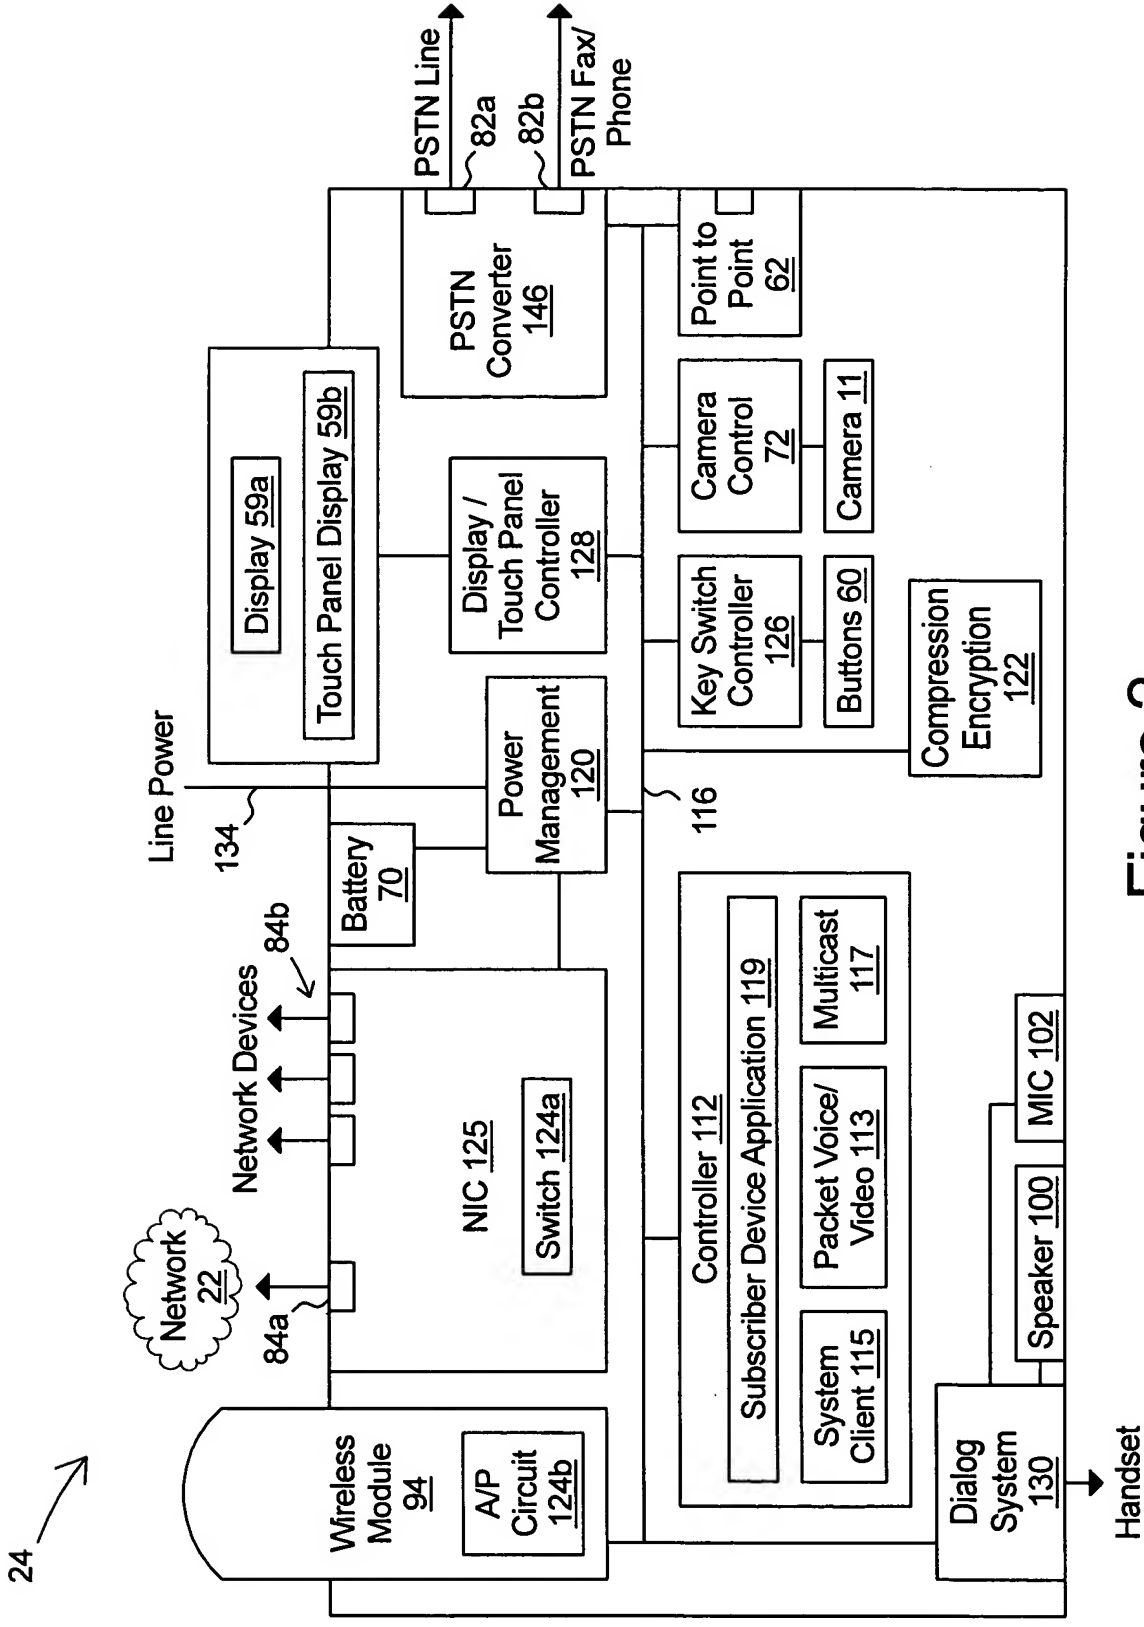 24
Network
22
Network Devices
84a
84b
Line Power
134
Wireless
Module
94
A/P
Circuit
124b
NIC 125
Switch 124a
Battery
70
Power
Management
120
Display 59a
Touch Panel Display 59b
Display /
Touch Panel
Controller
128
PSTN
Converter
146
PSTN Line
82a
82b
PSTN Fax/
Phone
116
Controller 112
Subscriber Device Application 119
System
Client 115
Packet Voice/
Video 113
Multicast
117
Key Switch
Controller
126
Buttons 60
Camera
Control
72
Camera 11
Point to
Point
62
Compression
Encryption
122
Dialog
System
130
Speaker 100
MIC 102
Handset